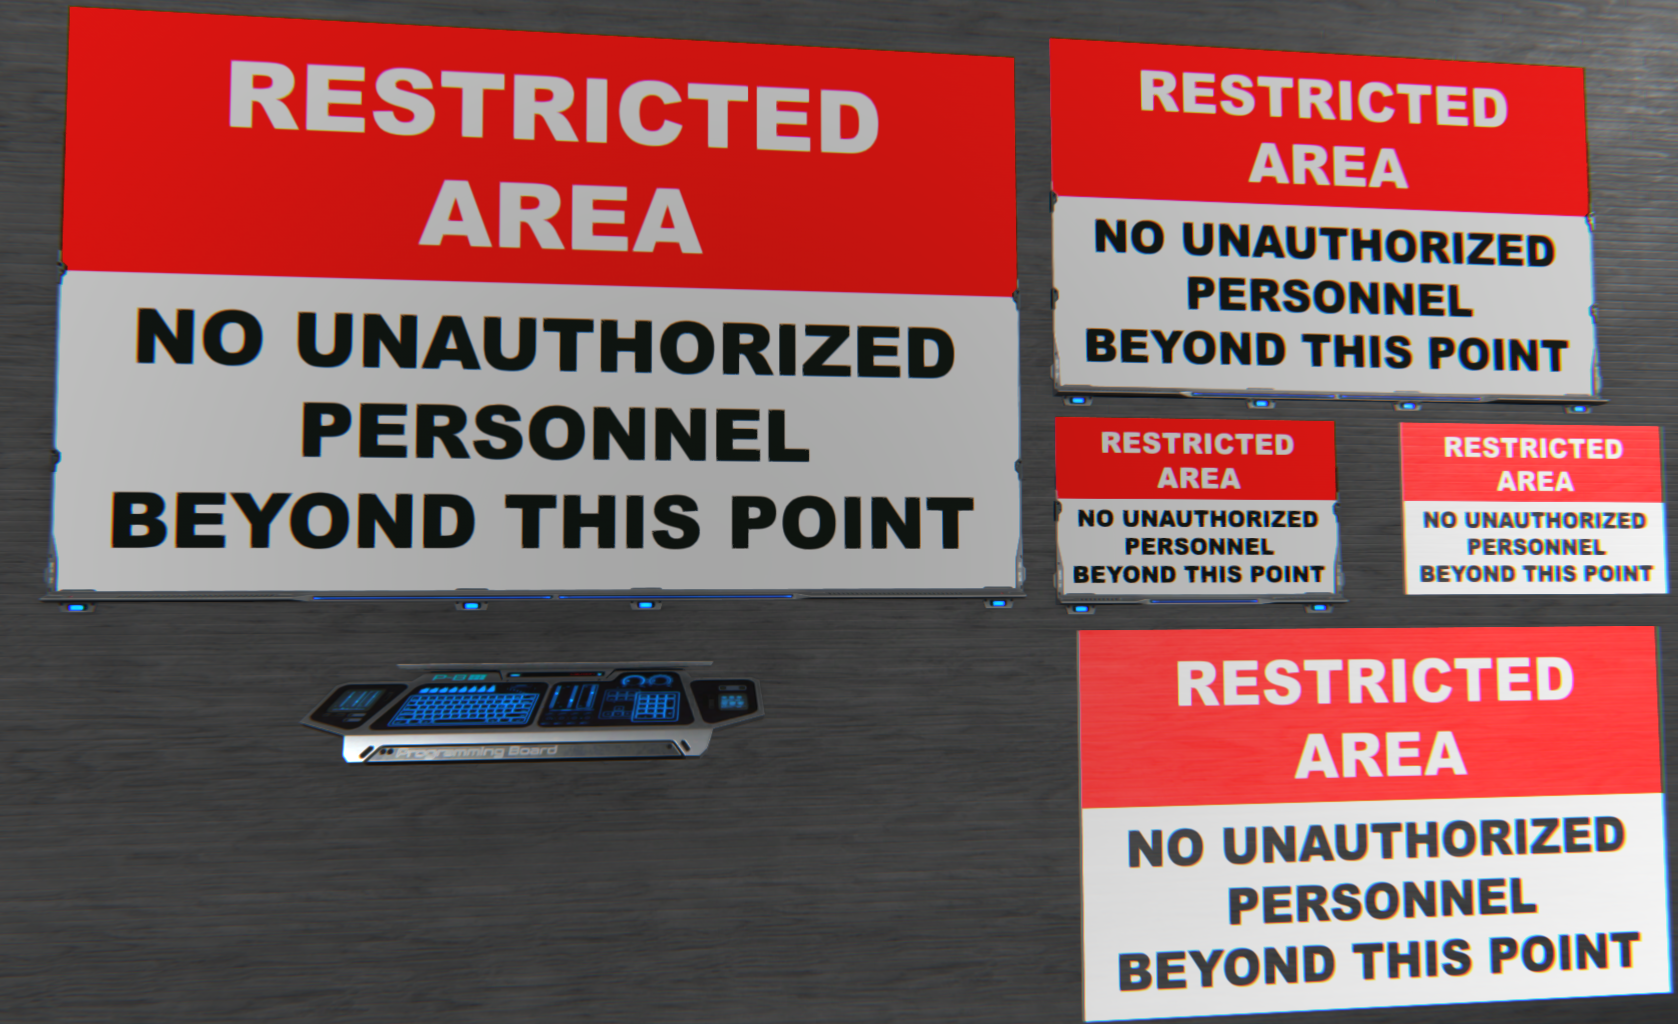 RESTRICTED
AREA
NO UNAUTHORIZED
PERSONNEL
BEYOND THIS POINT
RESTRICTED
AREA
NO UNAUTHORIZED
PERSONNEL
BEYOND THIS POINT
RESTRICTED
AREA
NO UNAUTHORIZED
PERSONNEL
BEYOND THIS POINT
RESTRICTED
AREA
NO UNAUTHORIZED
PERSONNEL
BEYOND THIS POINT
RESTRICTED
AREA
NO UNAUTHORIZED
PERSONNEL
BEYOND THIS POINT
Programming Board